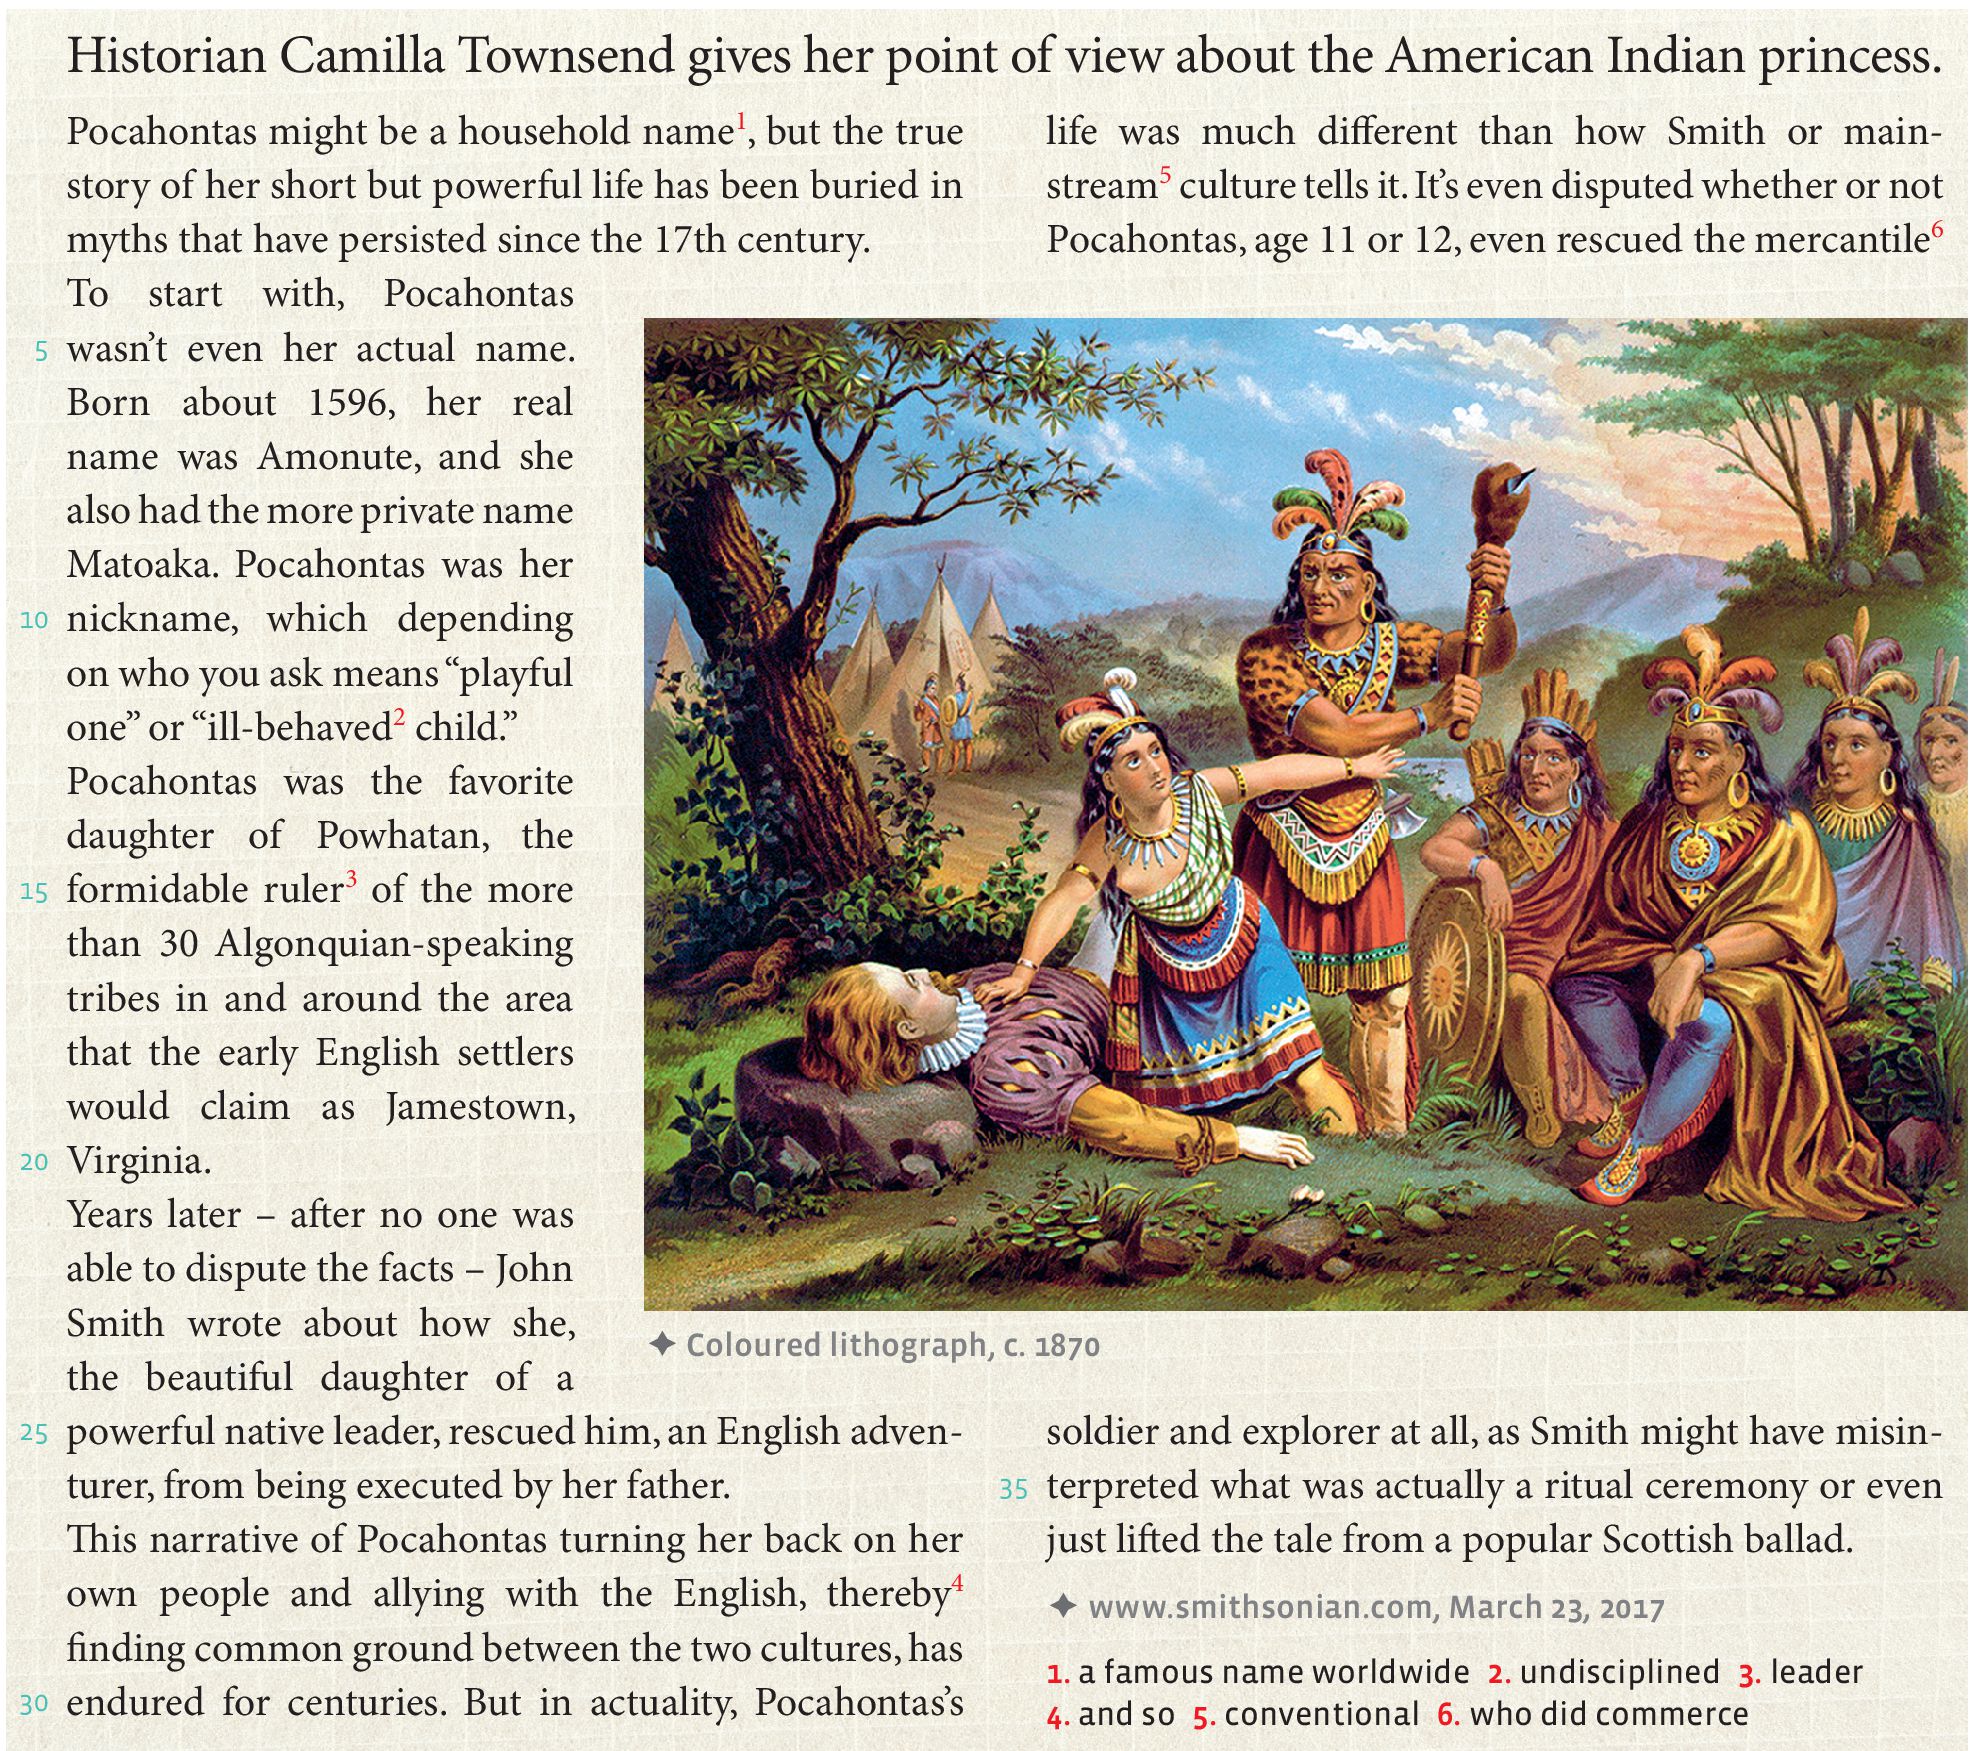 Historian Camilla Townsend gives her point of view about the American Indian princess.
Pocahontas might be a household name1, but the true
story of her short but powerful life has been buried in
myths that have persisted since the 17th century.
To start with, Pocahontas
5 wasn't even her actual name.
Born about 1596, her real
name was Amonute, and she
also had the more private name
Matoaka. Pocahontas was her
10 nickname, which depending
on who you ask means “playful
one” or “ill-behaved2 child.”
Pocahontas was the favorite
daughter of Powhatan, the
15 formidable ruler3 of the more
than 30 Algonquian-speaking
tribes in and around the area
that the early English settlers
would claim as Jamestown,
20 Virginia.
Years later – after no one was
able to dispute the facts – John
Smith wrote about how she,
the beautiful daughter of a
25 powerful native leader, rescued him, an English adven-
turer, from being executed by her father.
This narrative of Pocahontas turning her back on her
own people and allying with the English, thereby4
finding common ground between the two cultures, has
30 endured for centuries. But in actuality, Pocahontas's
life was much different than how Smith or main-
stream5 culture tells it. It's even disputed whether or not
Pocahontas, age 11 or 12, even rescued the mercantile6
✦ Coloured lithograph, c. 1870
soldier and explorer at all, as Smith might have misin-
35 terpreted what was actually a ritual ceremony or even
just lifted the tale from a popular Scottish ballad.
✦ www.smithsonian.com, March 23, 2017
1. a famous name worldwide 2. undisciplined 3. leader
4. and so 5. conventional 6. who did commerce